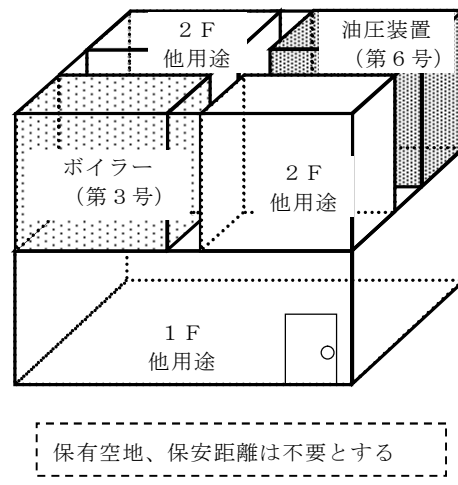 ２Ｆ
他用途
油圧装置
（第６号）
ボイラー
（第３号）
２Ｆ
他用途
１Ｆ
他用途
保有空地、保安距離は不要とする